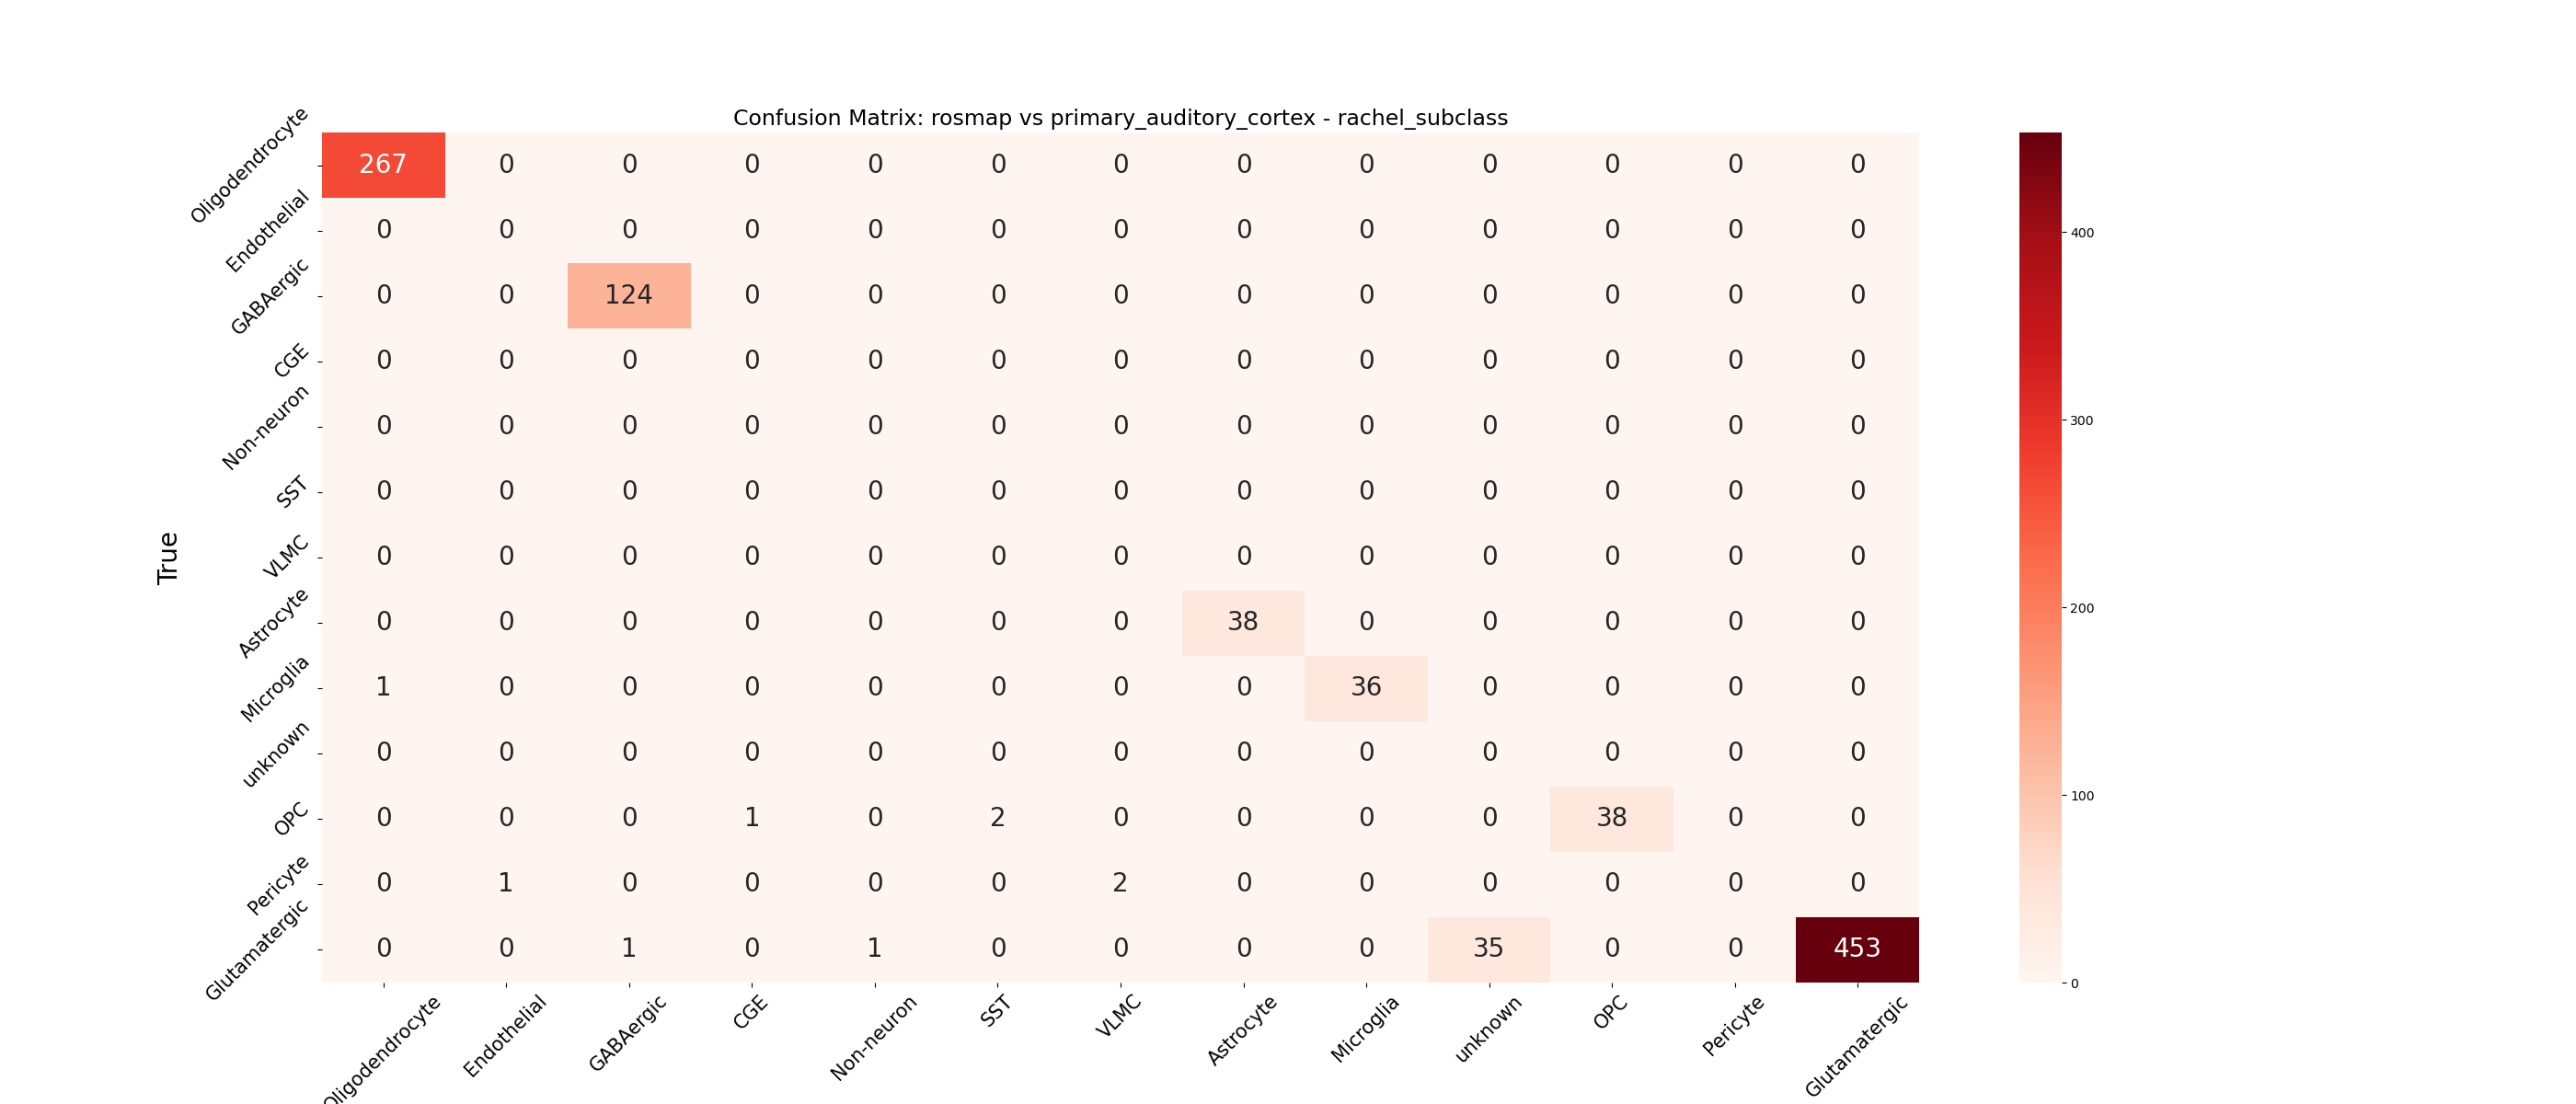 Confusion Matrix: rosmap vs primary_auditory_cortex - rachel_subclass
True
Oligodendrocyte 267 0 0 0 0 0 0 0 0 0 0 0 0
Endothelial 0 0 0 0 0 0 0 0 0 0 0 0 0
GABAergic 0 0 124 0 0 0 0 0 0 0 0 0 0
CGE 0 0 0 0 0 0 0 0 0 0 0 0 0
Non-neuron 0 0 0 0 0 0 0 0 0 0 0 0 0
SST 0 0 0 0 0 0 0 0 0 0 0 0 0
VLMC 0 0 0 0 0 0 0 0 0 0 0 0 0
Astrocyte 0 0 0 0 0 0 0 38 0 0 0 0 0
Microglia 1 0 0 0 0 0 0 0 36 0 0 0 0
unknown 0 0 0 0 0 0 0 0 0 0 0 0 0
OPC 0 0 0 1 0 2 0 0 0 0 38 0 0
Pericyte 0 1 0 0 0 0 2 0 0 0 0 0 0
Glutamatergic 0 0 1 0 1 0 0 0 0 35 0 0 453
Oligodendrocyte Endothelial GABAergic CGE Non-neuron SST VLMC Astrocyte Microglia unknown OPC Pericyte Glutamatergic
400
300
200
100
0